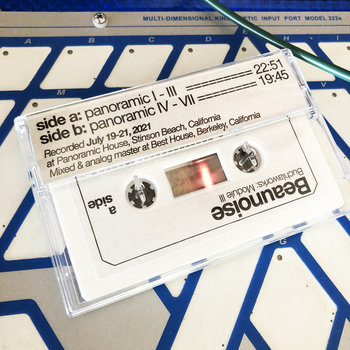 MULTI-DIMENSIONAL KINESTHETIC INPUT PORT MODEL 222e
side a: panoramic I - III 22:51
side b: panoramic IV - VII 19:45
Recorded July 19-21, 2021
at Panoramic House, Stinson Beach, California
Mixed & analog master at Best House, Berkeley, California
Beaunoise
Buchlaworks: Module III
a
Side